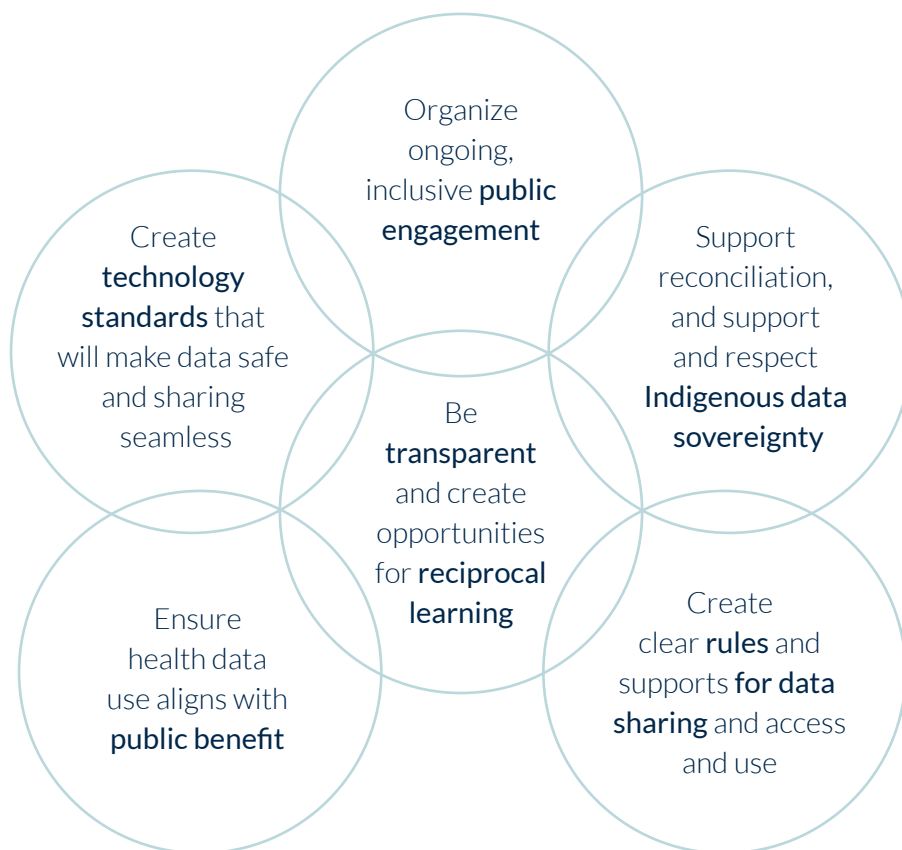 Organize
ongoing,
inclusive public
engagement
Create
technology
standards that
will make data safe
and sharing
seamless
Support
reconciliation,
and support
and respect
Indigenous data
sovereignty
Be
transparent
and create
opportunities
for reciprocal
learning
Ensure
health data
use aligns with
public benefit
Create
clear rules and
supports for data
sharing and access
and use